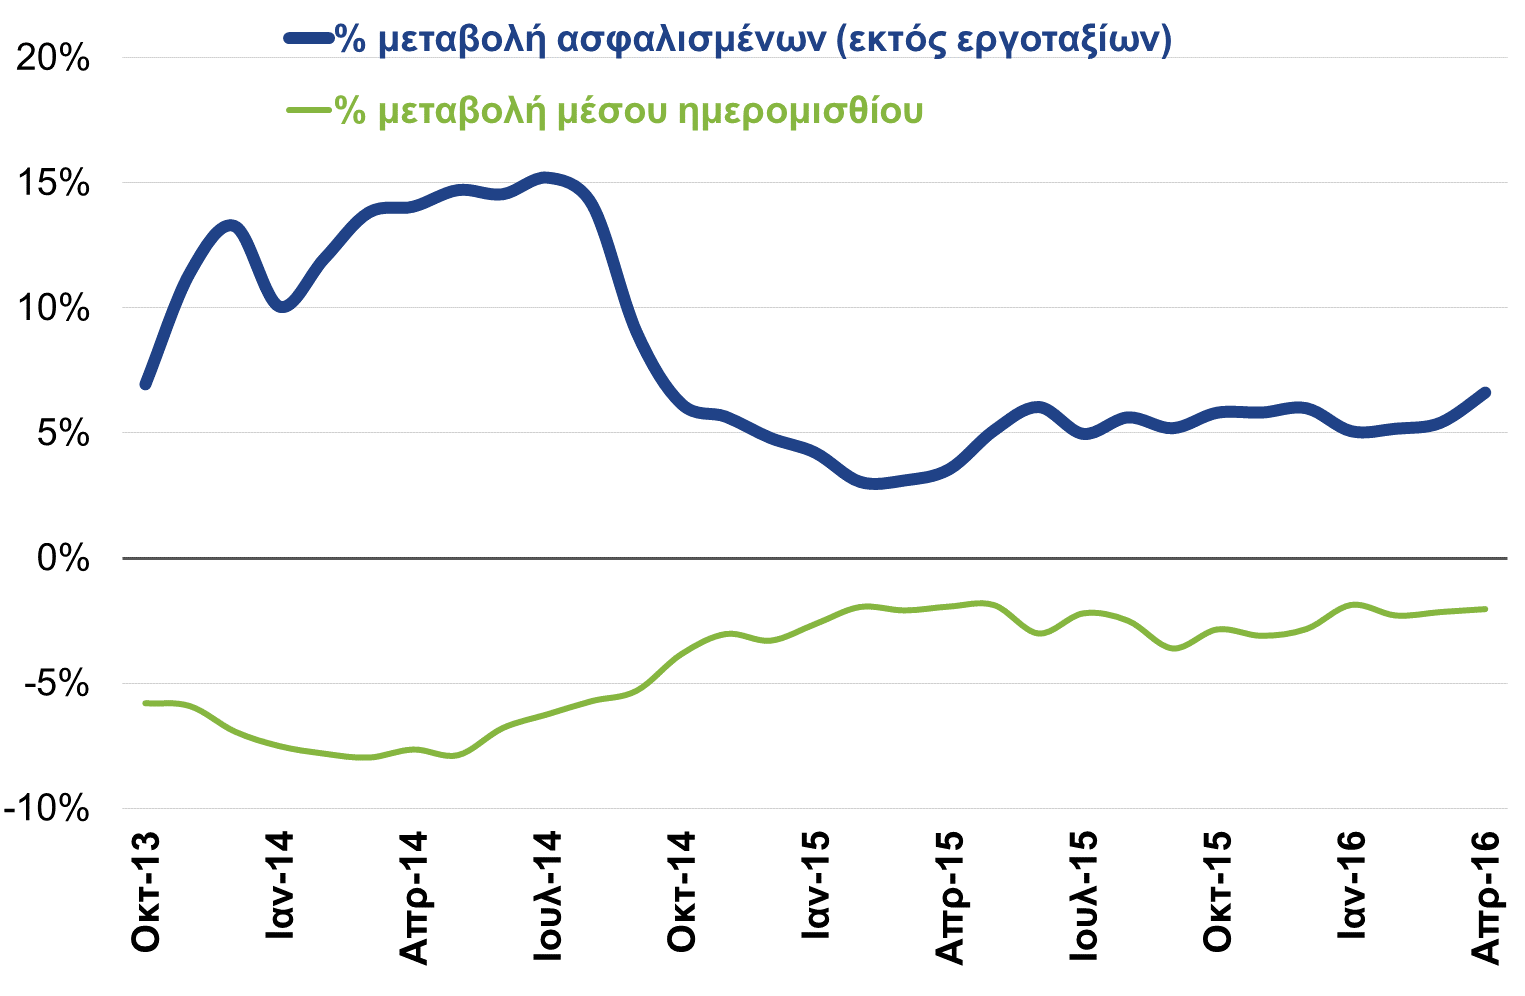 % μεταβολή ασφαλισμένων (εκτός εργοταξίων)
% μεταβολή μέσου ημερομισθίου
20%
15%
10%
5%
0%
-5%
-10%
Οκτ-13
Ιαν-14
Απρ-14
Ιουλ-14
Οκτ-14
Ιαν-15
Απρ-15
Ιουλ-15
Οκτ-15
Ιαν-16
Απρ-16